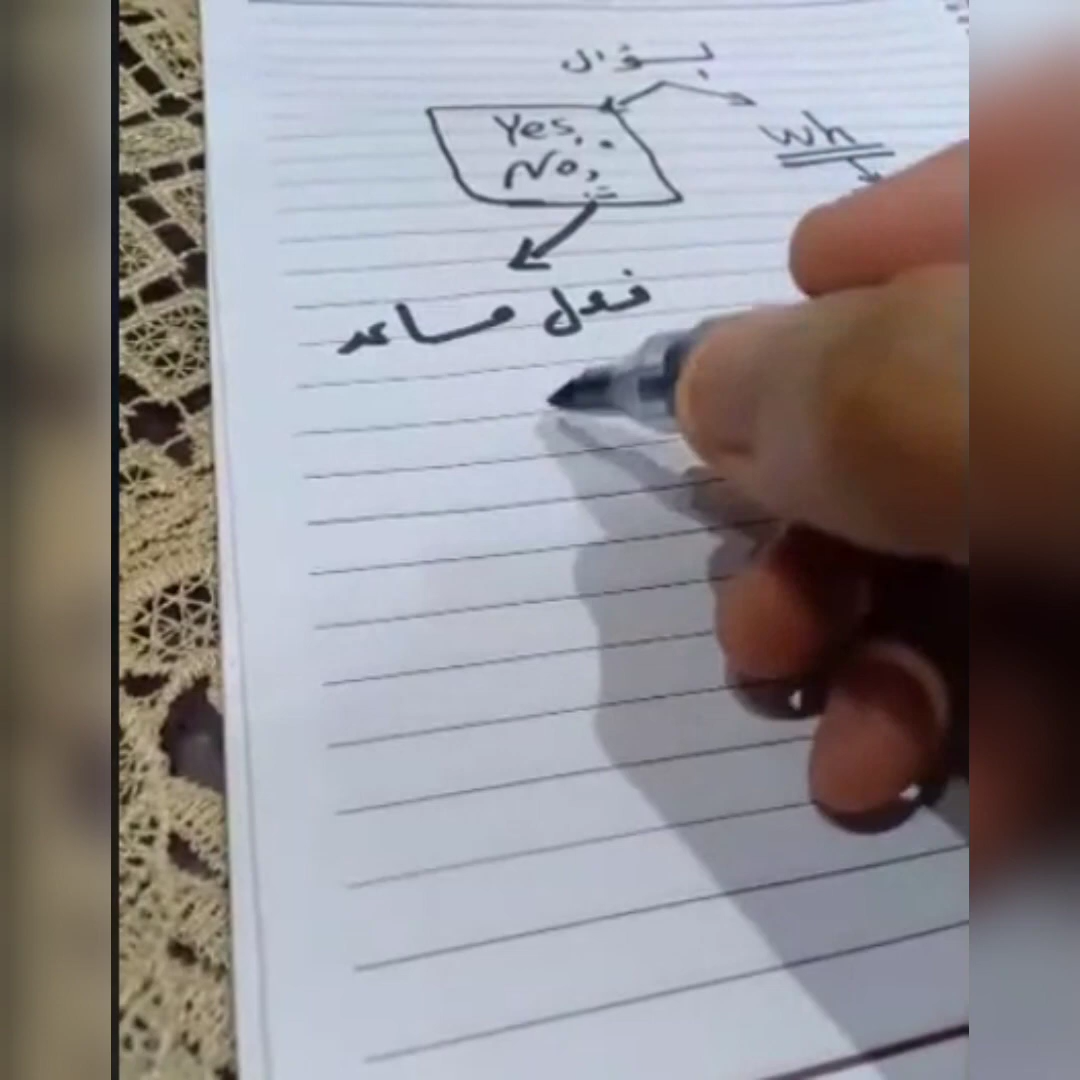 سؤال
Yes, .
No,
Wh
فعل مساعد